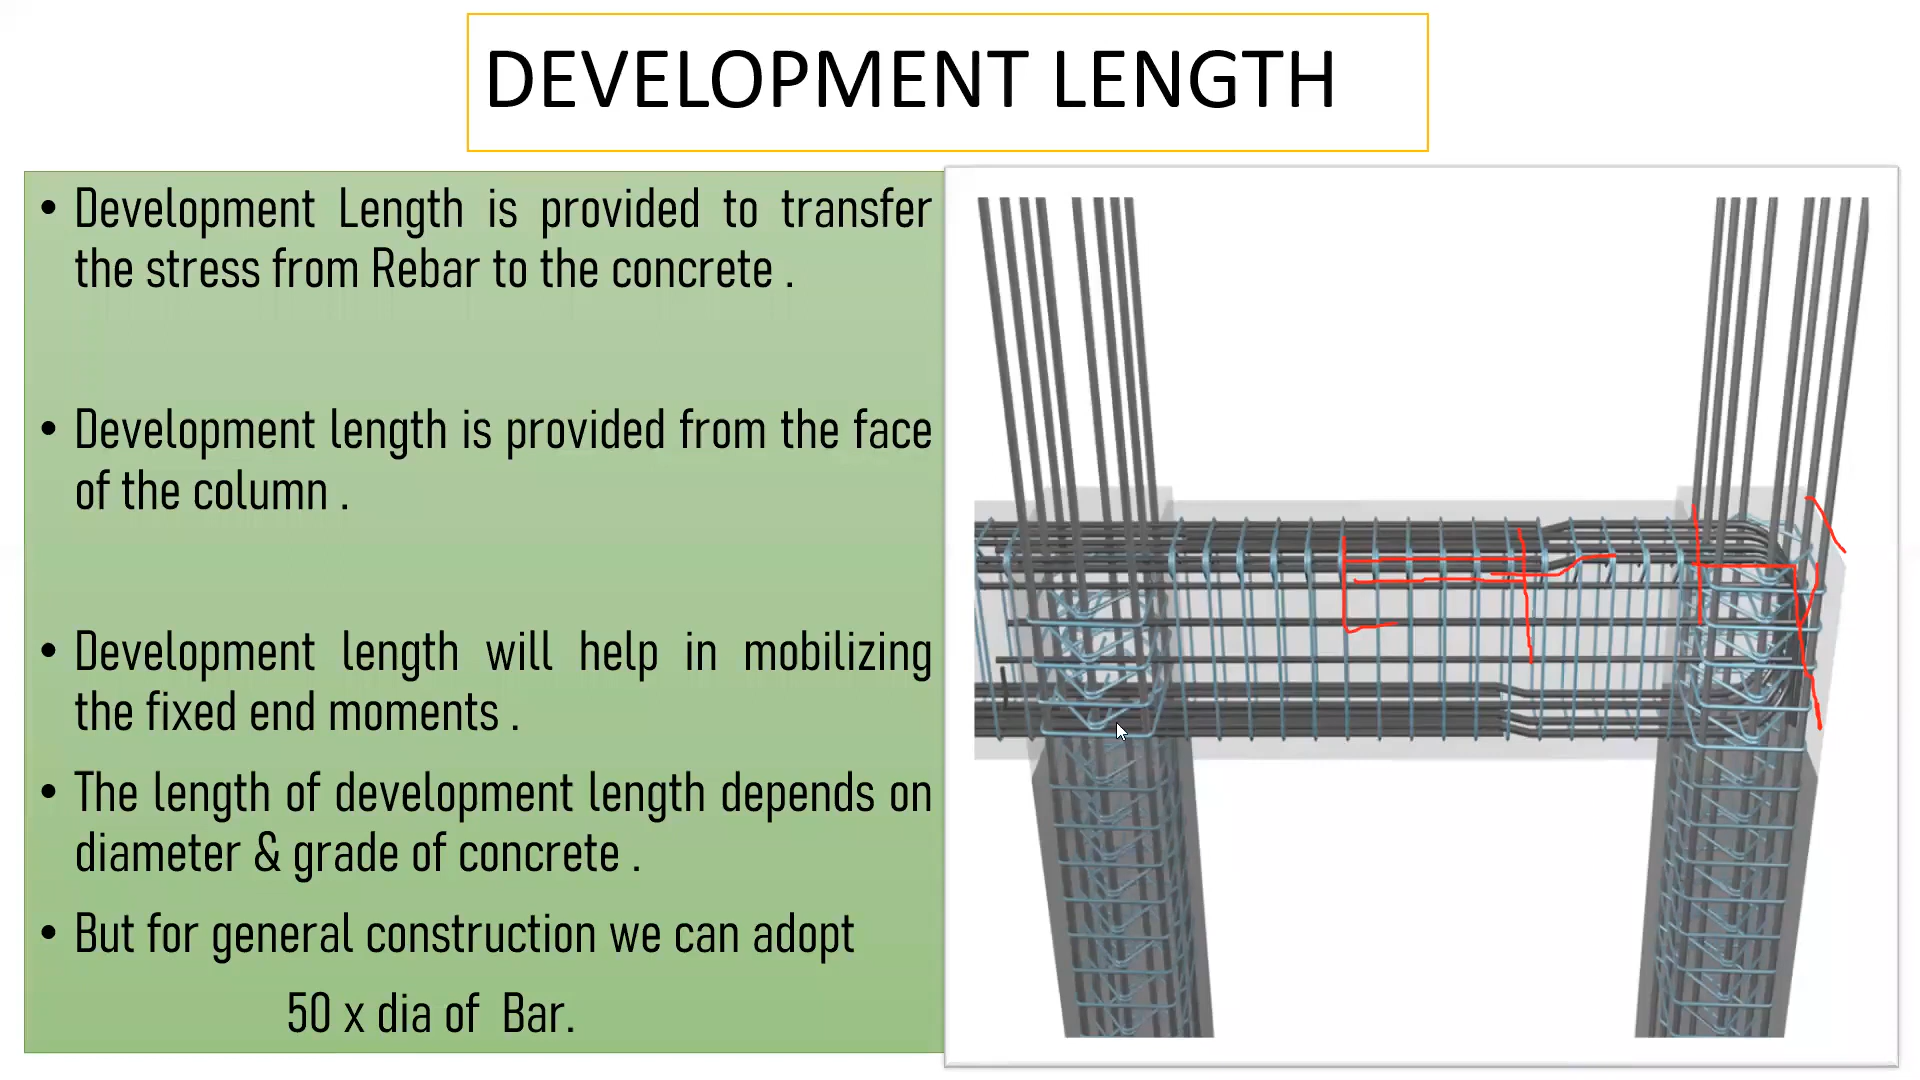 DEVELOPMENT LENGTH
• Development Length is provided to transfer
the stress from Rebar to the concrete .
• Development length is provided from the face
of the column .
• Development length will help in mobilizing
the fixed end moments .
• The length of development length depends on
diameter & grade of concrete .
• But for general construction we can adopt
50 x dia of Bar.